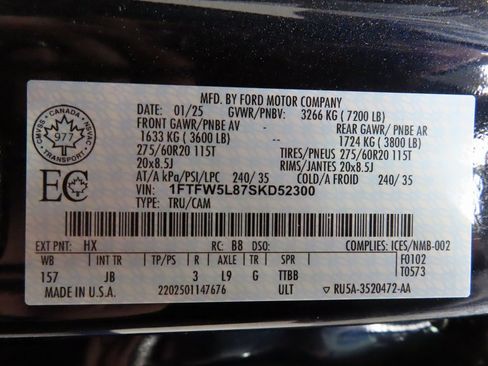 MFD. BY FORD MOTOR COMPANY
DATE: 01/25 GVWR/PNBV: 3266 KG ( 7200 LB)
FRONT GAWR/PNBE AV REAR GAWR/PNBE AR
1633 KG ( 3600 LB) 1724 KG ( 3800 LB)
275/60R20 115T TIRES/PNEUS 275/60R20 115T
20x8.5J RIMS/JANTES 20x8.5J
AT/A kPa/PSI/LPC 240/35 COLD/A FROID 240/35
VIN: 1FTFW5L87SKD52300
TYPE: TRU/CAM
CANADA
CMVSS NSVAC
977
TRANSPORT
EC
EXT PNT: HX RC: B8 DSO: COMPLIES: ICES/NMB-002
WB INT TR TP/PS R AXLE TR SPR F0102
157 JB 3 L9 G TTBB T0573
MADE IN U.S.A. 2202501147676 ULT ▽ RU5A-3520472-AA